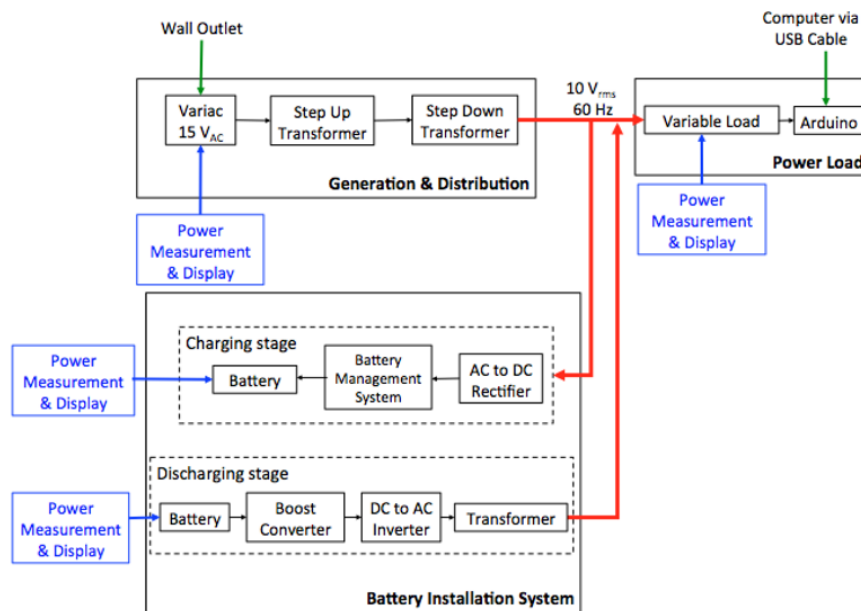 Wall Outlet
Computer via
USB Cable
Variac
15 VAC
Step Up
Transformer
Step Down
Transformer
10 Vrms
60 Hz
Variable Load
Arduino
Generation & Distribution
Power Load
Power
Measurement
& Display
Power
Measurement
& Display
Charging stage
Battery
Battery
Management
System
AC to DC
Rectifier
Power
Measurement
& Display
Discharging stage
Battery
Boost
Converter
DC to AC
Inverter
Transformer
Power
Measurement
& Display
Battery Installation System